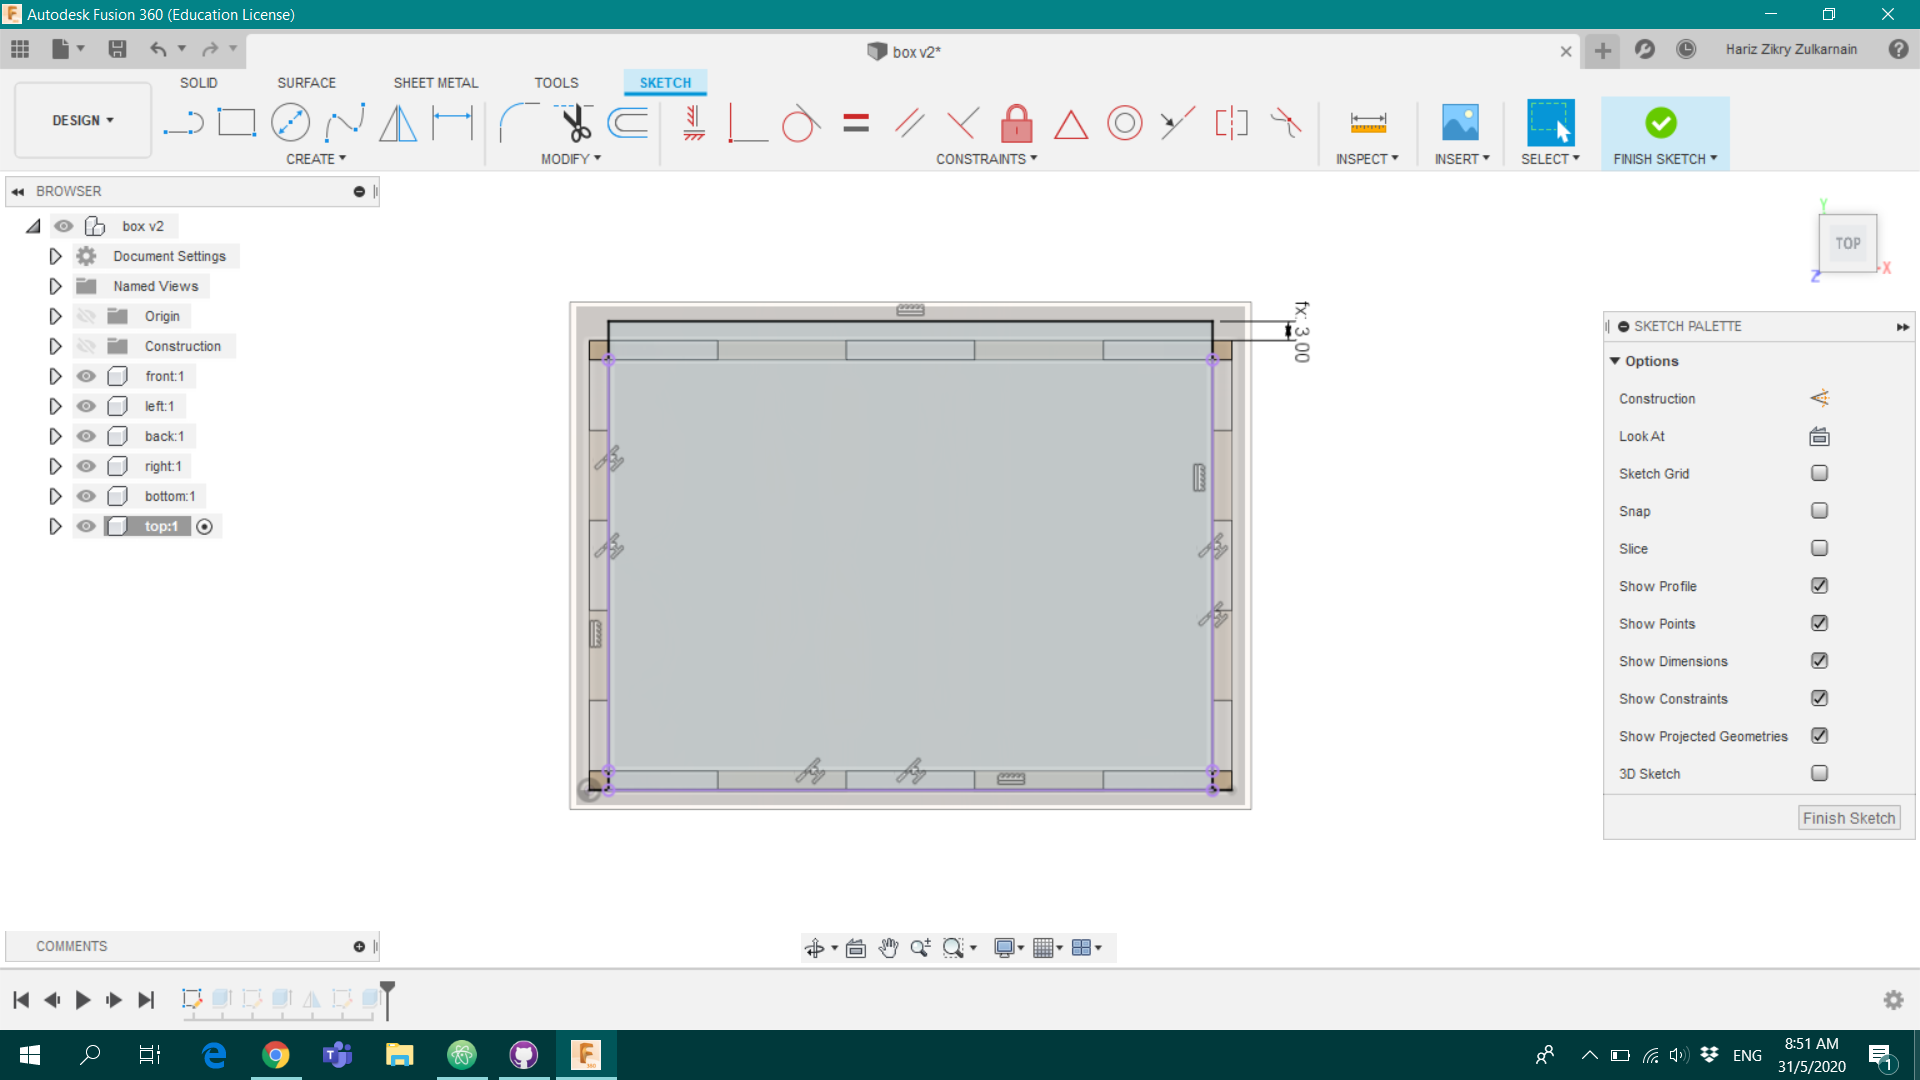 Autodesk Fusion 360 (Education License)
box v2*
Hariz Zikry Zulkarnain
SOLID SURFACE SHEET METAL TOOLS SKETCH
DESIGN
CREATE MODIFY CONSTRAINTS INSPECT INSERT SELECT FINISH SKETCH
BROWSER
box v2
Document Settings
Named Views
Origin
Construction
front:1
left:1
back:1
right:1
bottom:1
top:1
fx: 3.00
Y
TOP
X
Z
SKETCH PALETTE
Options
Construction
Look At
Sketch Grid
Snap
Slice
Show Profile
Show Points
Show Dimensions
Show Constraints
Show Projected Geometries
3D Sketch
Finish Sketch
COMMENTS
ENG
8:51 AM
31/5/2020
1